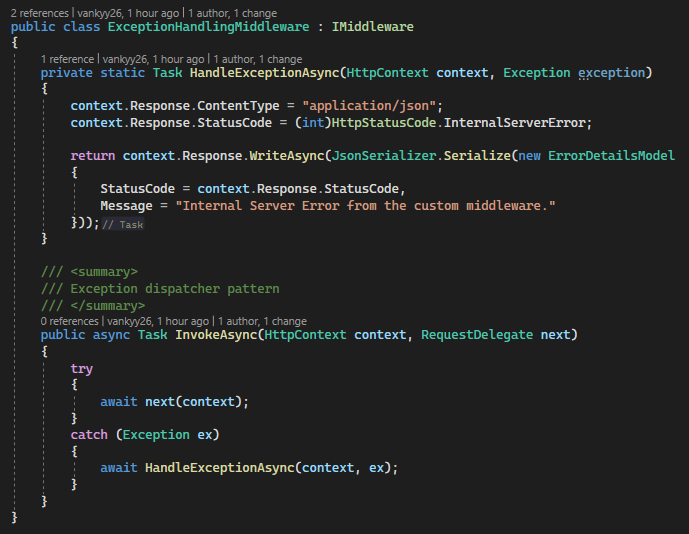 2 references | vankyy26, 1 hour ago | 1 author, 1 change
public class ExceptionHandlingMiddleware : IMiddleware
{
1 reference | vankyy26, 1 hour ago | 1 author, 1 change
private static Task HandleExceptionAsync(HttpContext context, Exception exception)
{
context.Response.ContentType = "application/json";
context.Response.StatusCode = (int)HttpStatusCode.InternalServerError;
return context.Response.WriteAsync(JsonSerializer.Serialize(new ErrorDetailsModel
{
StatusCode = context.Response.StatusCode,
Message = "Internal Server Error from the custom middleware."
})); // Task
}
/// <summary>
/// Exception dispatcher pattern
/// </summary>
0 references | vankyy26, 1 hour ago | 1 author, 1 change
public async Task InvokeAsync(HttpContext context, RequestDelegate next)
{
try
{
await next(context);
}
catch (Exception ex)
{
await HandleExceptionAsync(context, ex);
}
}
}